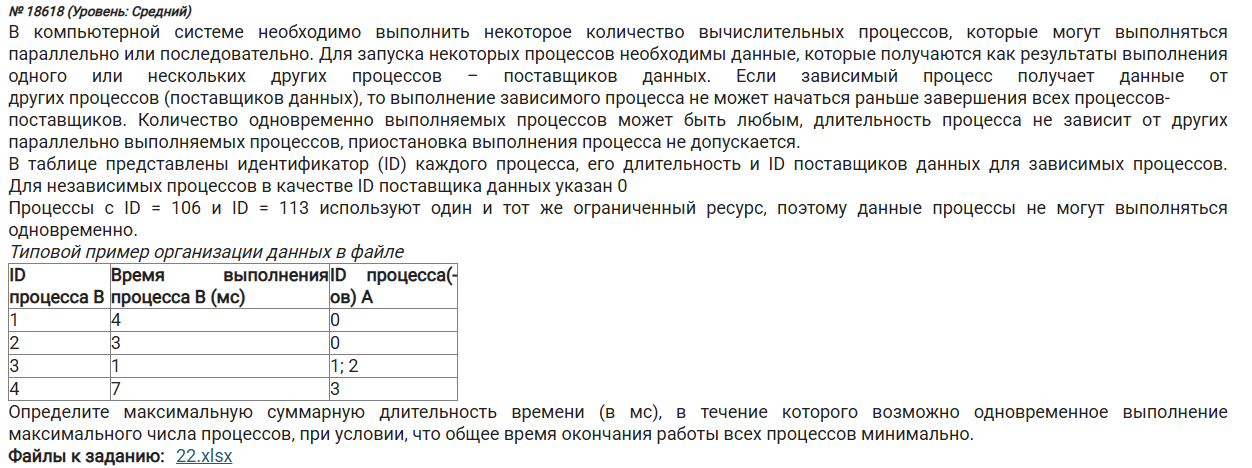 № 18618 (Уровень: Средний)
В компьютерной системе необходимо выполнить некоторое количество вычислительных процессов, которые могут выполняться
параллельно или последовательно. Для запуска некоторых процессов необходимы данные, которые получаются как результаты выполнения
одного или нескольких других процессов – поставщиков данных. Если зависимый процесс получает данные от
других процессов (поставщиков данных), то выполнение зависимого процесса не может начаться раньше завершения всех процессов-
поставщиков. Количество одновременно выполняемых процессов может быть любым, длительность процесса не зависит от других
параллельно выполняемых процессов, приостановка выполнения процесса не допускается.
В таблице представлены идентификатор (ID) каждого процесса, его длительность и ID поставщиков данных для зависимых процессов.
Для независимых процессов в качестве ID поставщика данных указан 0
Процессы с ID = 106 и ID = 113 используют один и тот же ограниченный ресурс, поэтому данные процессы не могут выполняться
одновременно.
Типовой пример организации данных в файле
ID Время выполнения ID процесса(-
процесса B процесса B (мс) ов) A
1 4 0
2 3 0
3 1 1; 2
4 7 3
Определите максимальную суммарную длительность времени (в мс), в течение которого возможно одновременное выполнение
максимального числа процессов, при условии, что общее время окончания работы всех процессов минимально.
Файлы к заданию: 22.xlsx